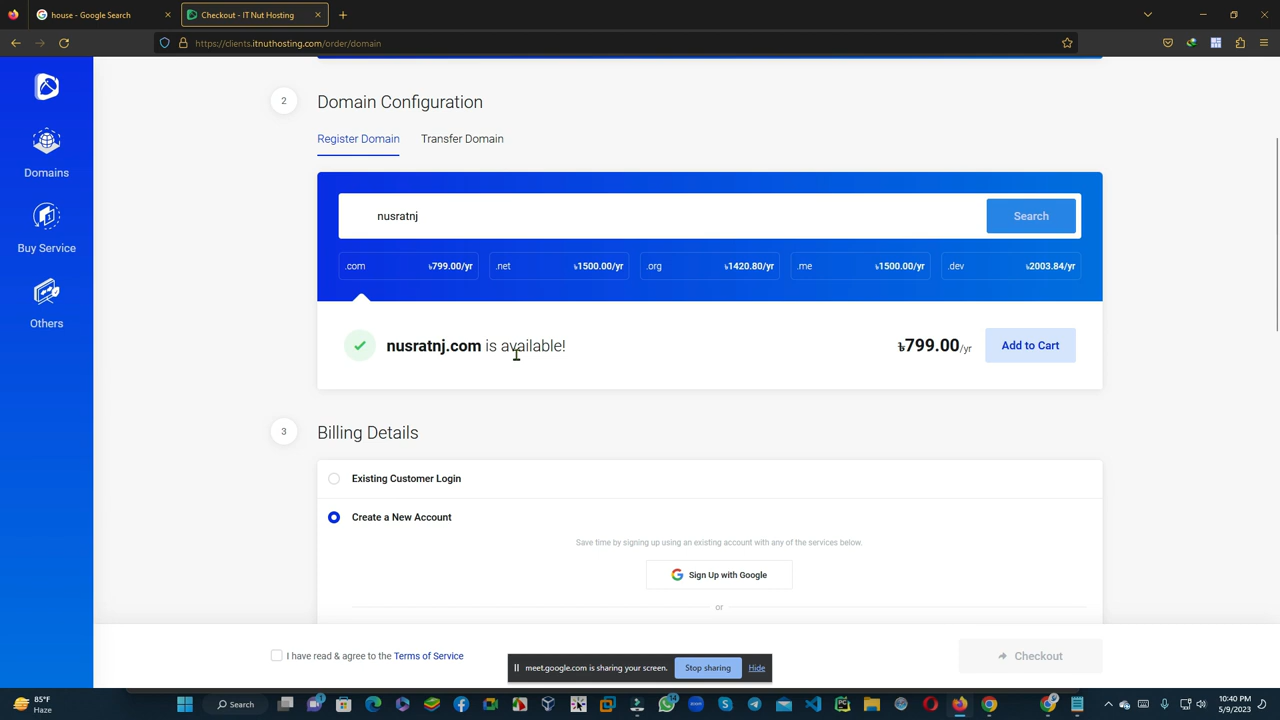 house - Google Search
Checkout - IT Nut Hosting
https://clients.itnuthosting.com/order/domain
Domains
Buy Service
Others
2
Domain Configuration
Register Domain
Transfer Domain
nusratnj
Search
.com ৳799.00/yr
.net ৳1500.00/yr
.org ৳1420.80/yr
.me ৳1500.00/yr
.dev ৳2003.84/yr
nusratnj.com is available!
৳799.00/yr
Add to Cart
3
Billing Details
Existing Customer Login
Create a New Account
Save time by signing up using an existing account with any of the services below.
Sign Up with Google
or
I have read & agree to the Terms of Service
Checkout
meet.google.com is sharing your screen.
Stop sharing
Hide
85°F
Haze
Search
10:40 PM
5/9/2023